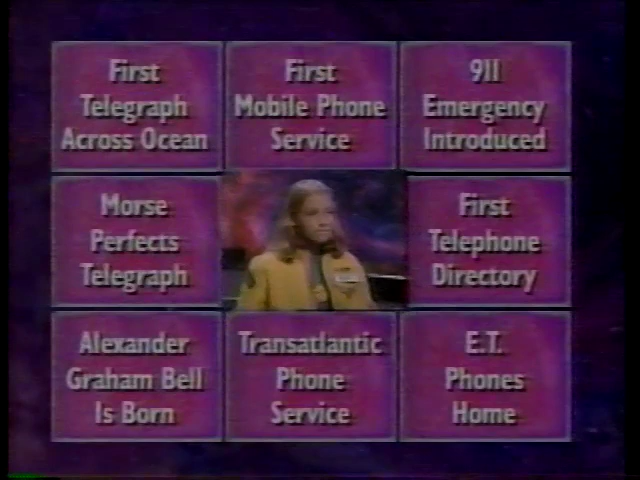 First
Telegraph
Across Ocean
First
Mobile Phone
Service
911
Emergency
Introduced
Morse
Perfects
Telegraph
First
Telephone
Directory
Alexander
Graham Bell
Is Born
Transatlantic
Phone
Service
E.T.
Phones
Home